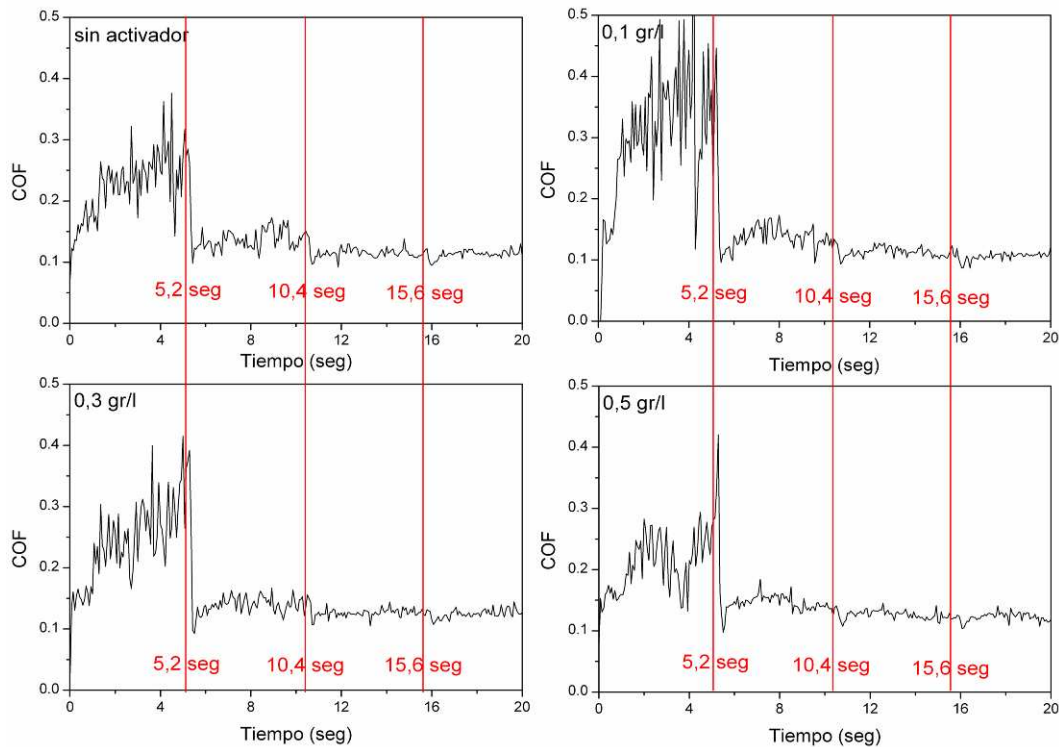 sin activador
COF
0.5
0.4
0.3
0.2
0.1
0.0
5,2 seg
10,4 seg
15,6 seg
0
4
8
12
16
20
Tiempo (seg)
0,1 gr/l
COF
0.5
0.4
0.3
0.2
0.1
0.0
5,2 seg
10,4 seg
15,6 seg
0
4
8
12
16
20
Tiempo (seg)
0,3 gr/l
COF
0.5
0.4
0.3
0.2
0.1
0.0
5,2 seg
10,4 seg
15,6 seg
0
4
8
12
16
20
Tiempo (seg)
0,5 gr/l
COF
0.5
0.4
0.3
0.2
0.1
0.0
5,2 seg
10,4 seg
15,6 seg
0
4
8
12
16
20
Tiempo (seg)